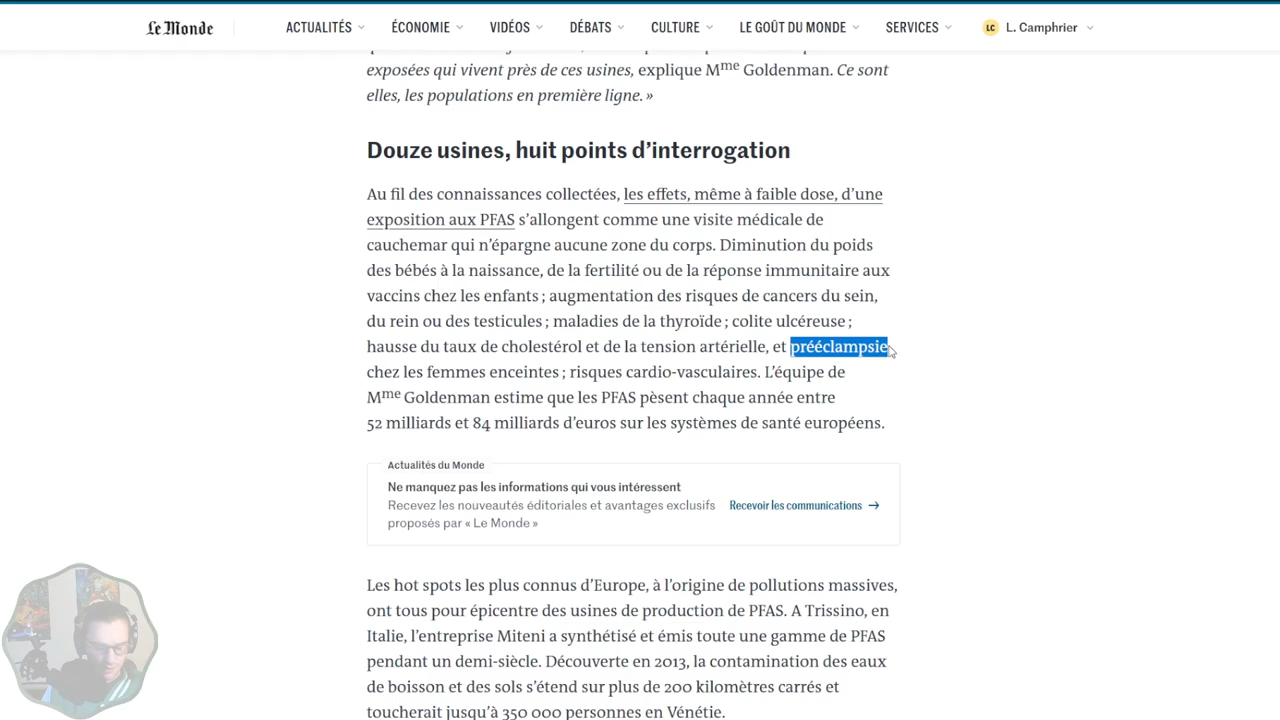 Le Monde
ACTUALITÉS
ÉCONOMIE
VIDÉOS
DÉBATS
CULTURE
LE GOÛT DU MONDE
SERVICES
LC
L. Camphrier
exposées qui vivent près de ces usines, explique Mme Goldenman. Ce sont
elles, les populations en première ligne. »
Douze usines, huit points d’interrogation
Au fil des connaissances collectées, les effets, même à faible dose, d’une
exposition aux PFAS s’allongent comme une visite médicale de
cauchemar qui n’épargne aucune zone du corps. Diminution du poids
des bébés à la naissance, de la fertilité ou de la réponse immunitaire aux
vaccins chez les enfants ; augmentation des risques de cancers du sein,
du rein ou des testicules ; maladies de la thyroïde ; colite ulcéreuse ;
hausse du taux de cholestérol et de la tension artérielle, et prééclampsie
chez les femmes enceintes ; risques cardio-vasculaires. L’équipe de
Mme Goldenman estime que les PFAS pèsent chaque année entre
52 milliards et 84 milliards d’euros sur les systèmes de santé européens.
Actualités du Monde
Ne manquez pas les informations qui vous intéressent
Recevez les nouveautés éditoriales et avantages exclusifs
proposés par « Le Monde »
Recevoir les communications →
Les hot spots les plus connus d’Europe, à l’origine de pollutions massives,
ont tous pour épicentre des usines de production de PFAS. A Trissino, en
Italie, l’entreprise Miteni a synthétisé et émis toute une gamme de PFAS
pendant un demi-siècle. Découverte en 2013, la contamination des eaux
de boisson et des sols s’étend sur plus de 200 kilomètres carrés et
toucherait jusqu’à 350 000 personnes en Vénétie.